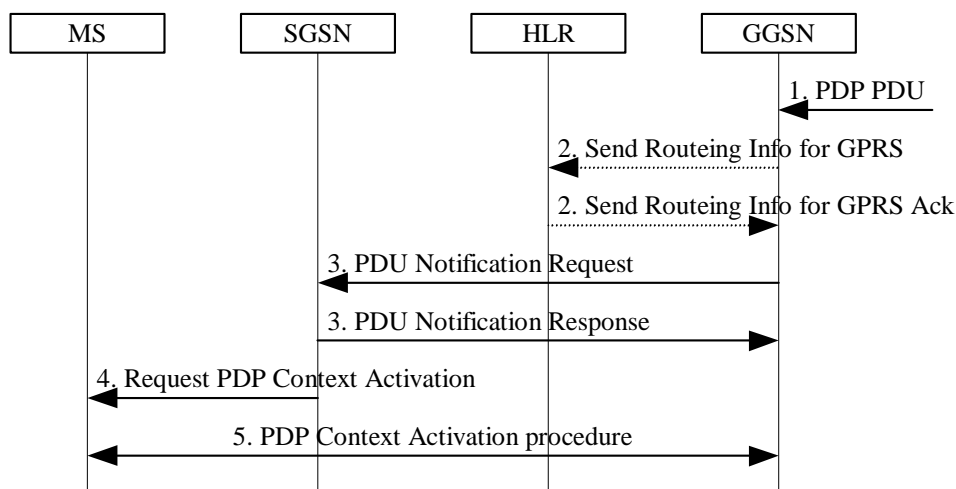 MS
SGSN
HLR
GGSN
1. PDP PDU
2. Send Routeing Info for GPRS
2. Send Routeing Info for GPRS Ack
3. PDU Notification Request
3. PDU Notification Response
4. Request PDP Context Activation
5. PDP Context Activation procedure